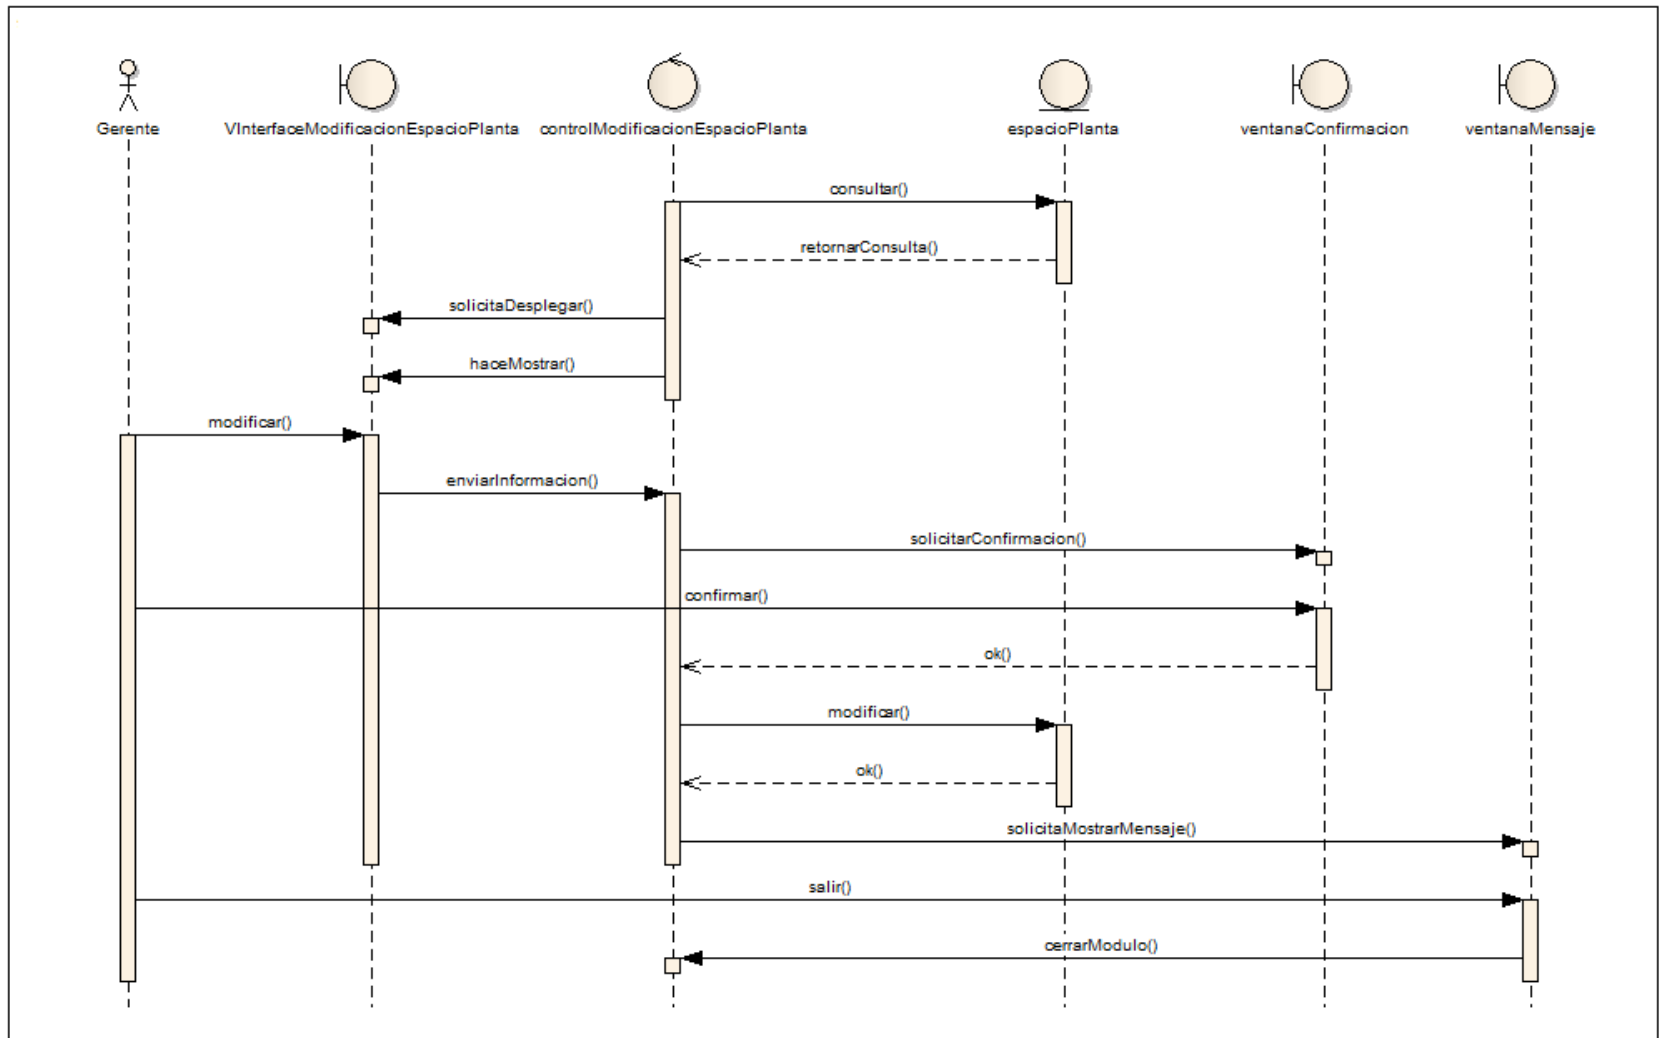 Gerente
VInterfaceModificacionEspacioPlanta
controlModificacionEspacioPlanta
espacioPlanta
ventanaConfirmacion
ventanaMensaje
consultar()
retornarConsulta()
solicitaDesplegar()
haceMostrar()
modificar()
enviarInformacion()
solicitarConfirmacion()
confirmar()
ok()
modificar()
ok()
solicitaMostrarMensaje()
salir()
cerrarModulo()